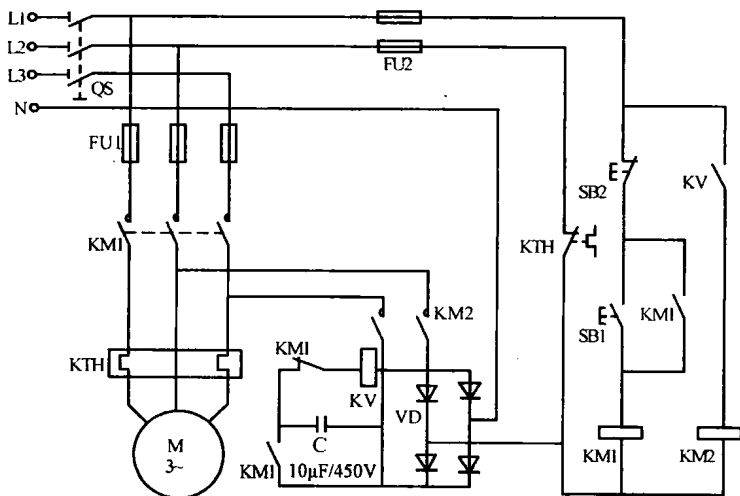 L1
L2
FU2
L3
QS
N
FU1
SB2
KV
KM1
KTH
KM2
SB1
KM1
KTH
KM1
KV
VD
M
3~
C
KM1
10μF/450V
KM1
KM2